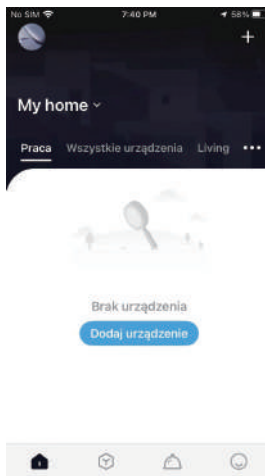 No SIM 7:40 PM 58%
My home
Praca Wszystkie urządzenia Living
Brak urządzenia
Dodaj urządzenie